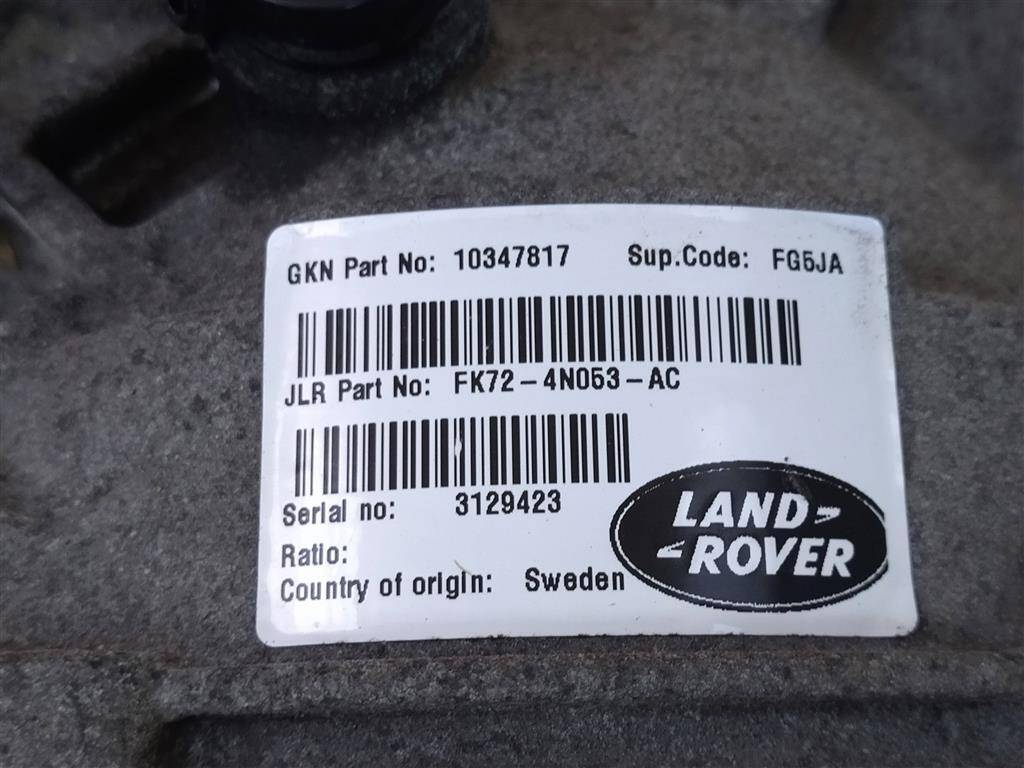 GKN Part No: 10347817 Sup.Code: FG5JA
JLR Part No: FK72-4N053-AC
Serial no: 3129423
Ratio:
Country of origin: Sweden
LAND
ROVER